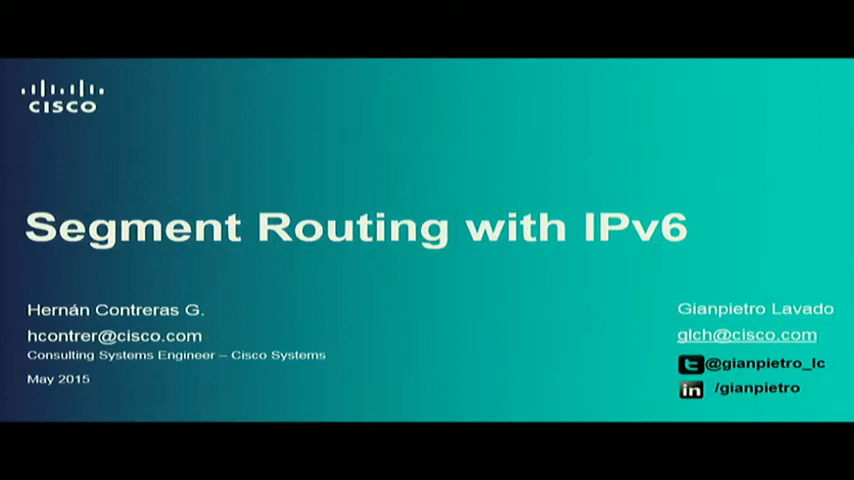 CISCO
Segment Routing with IPv6
Hernán Contreras G.
hcontrer@cisco.com
Consulting Systems Engineer – Cisco Systems
May 2015
Gianpietro Lavado
glch@cisco.com
@gianpietro_lc
in /gianpietro